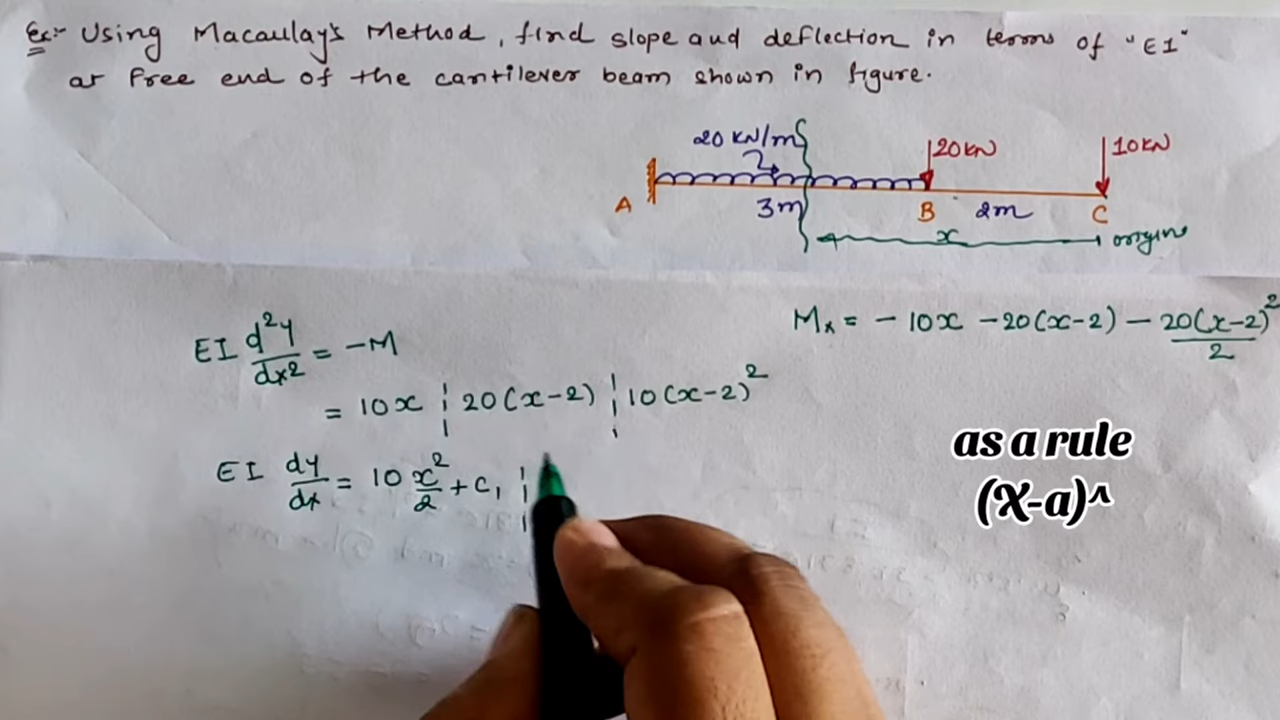 Ex:- Using Macaulay's Method, find slope and deflection in terms of "EI"
at free end of the cantilever beam shown in figure.
20 KN/m
20 KN
10 KN
A
3m
B
2m
C
x
origin
EI d²y/dx² = -M
Mx = - 10x - 20(x-2) - 20(x-2)²/2
= 10x ¦ 20(x-2) ¦ 10(x-2)²
as a rule
(X-a)^
EI dy/dx = 10 x²/2 + C₁ ¦